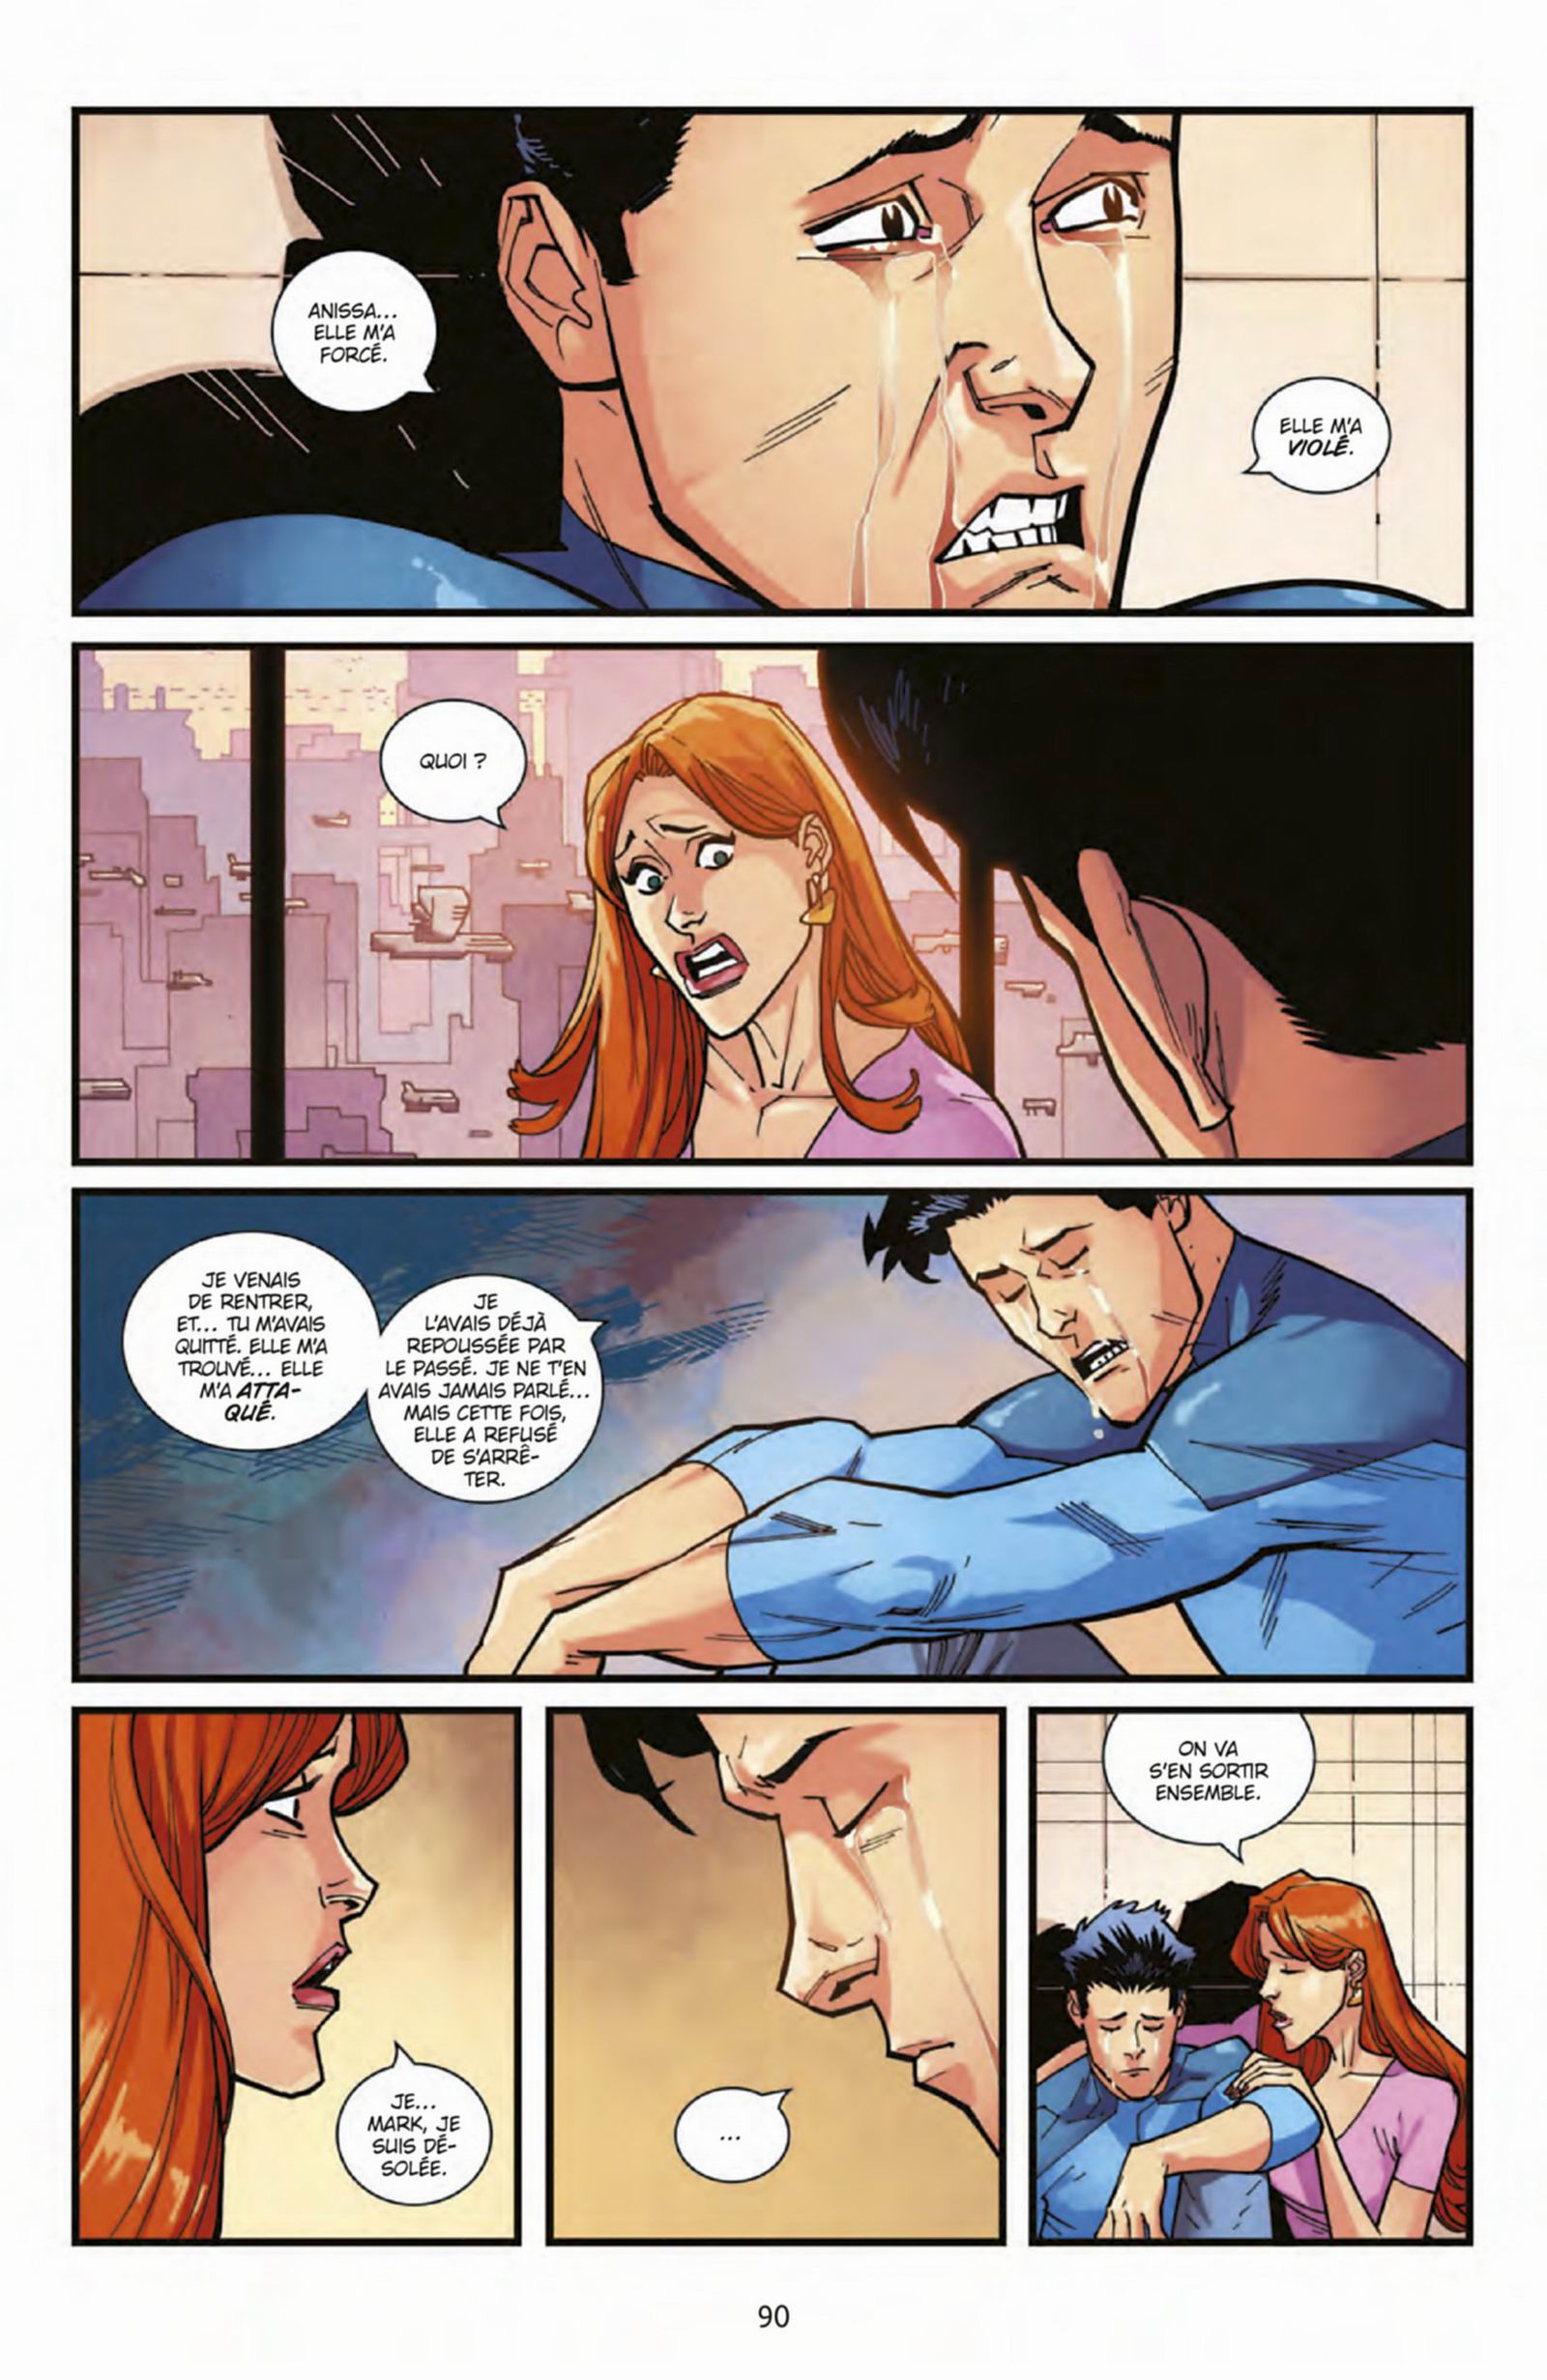 ANISSA...
ELLE M'A
FORCÉ.
ELLE M'A
VIOLÉ.
QUOI ?
JE VENAIS
DE RENTRER,
ET... TU M'AVAIS
QUITTÉ. ELLE M'A
TROUVÉ... ELLE
M'A ATTA-
QUÉ.
JE
L'AVAIS DÉJÀ
REPOUSSÉE PAR
LE PASSÉ. JE NE T'EN
AVAIS JAMAIS PARLÉ...
MAIS CETTE FOIS,
ELLE A REFUSÉ
DE S'ARRÊ-
TER.
JE...
MARK, JE
SUIS DÉ-
SOLÉE.
...
ON VA
S'EN SORTIR
ENSEMBLE.
90